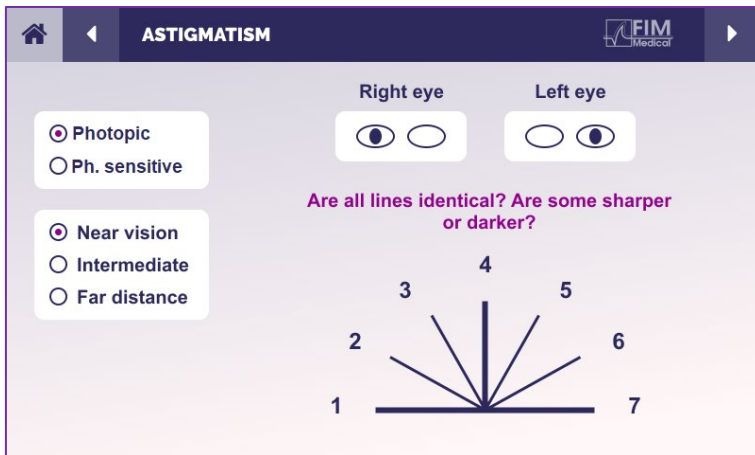 ASTIGMATISM
FIM
Medical
Right eye
Left eye
Photopic
Ph. sensitive
Near vision
Intermediate
Far distance
Are all lines identical? Are some sharper
or darker?
4
3
5
2
6
1
7